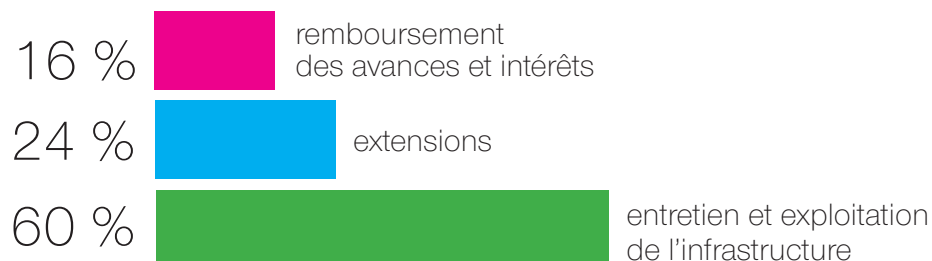 16 %
remboursement
des avances et intérêts
24 %
extensions
60 %
entretien et exploitation
de l’infrastructure